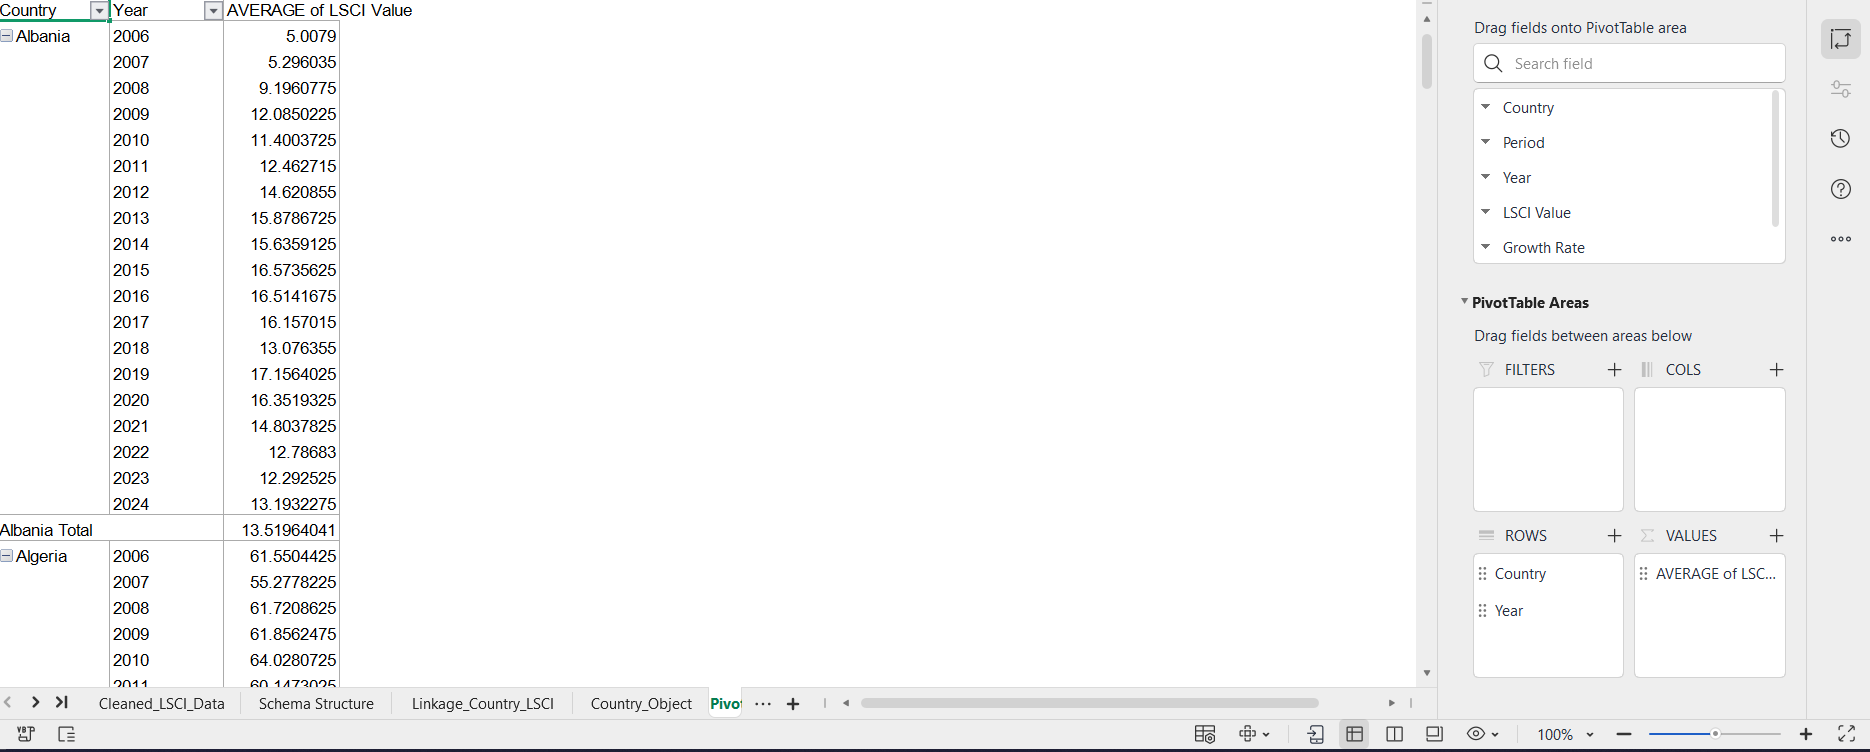 Country Year AVERAGE of LSCI Value
Albania 2006 5.0079
2007 5.296035
2008 9.1960775
2009 12.0850225
2010 11.4003725
2011 12.462715
2012 14.620855
2013 15.8786725
2014 15.6359125
2015 16.5735625
2016 16.5141675
2017 16.157015
2018 13.076355
2019 17.1564025
2020 16.3519325
2021 14.8037825
2022 12.78683
2023 12.292525
2024 13.1932275
Albania Total 13.51964041
Algeria 2006 61.5504425
2007 55.2778225
2008 61.7208625
2009 61.8562475
2010 64.0280725
2011 60.1473025
Cleaned_LSCI_Data Schema Structure Linkage_Country_LSCI Country_Object Pivo
Drag fields onto PivotTable area
Search field
Country
Period
Year
LSCI Value
Growth Rate
PivotTable Areas
Drag fields between areas below
FILTERS COLS
ROWS VALUES
Country AVERAGE of LSC...
Year
100%